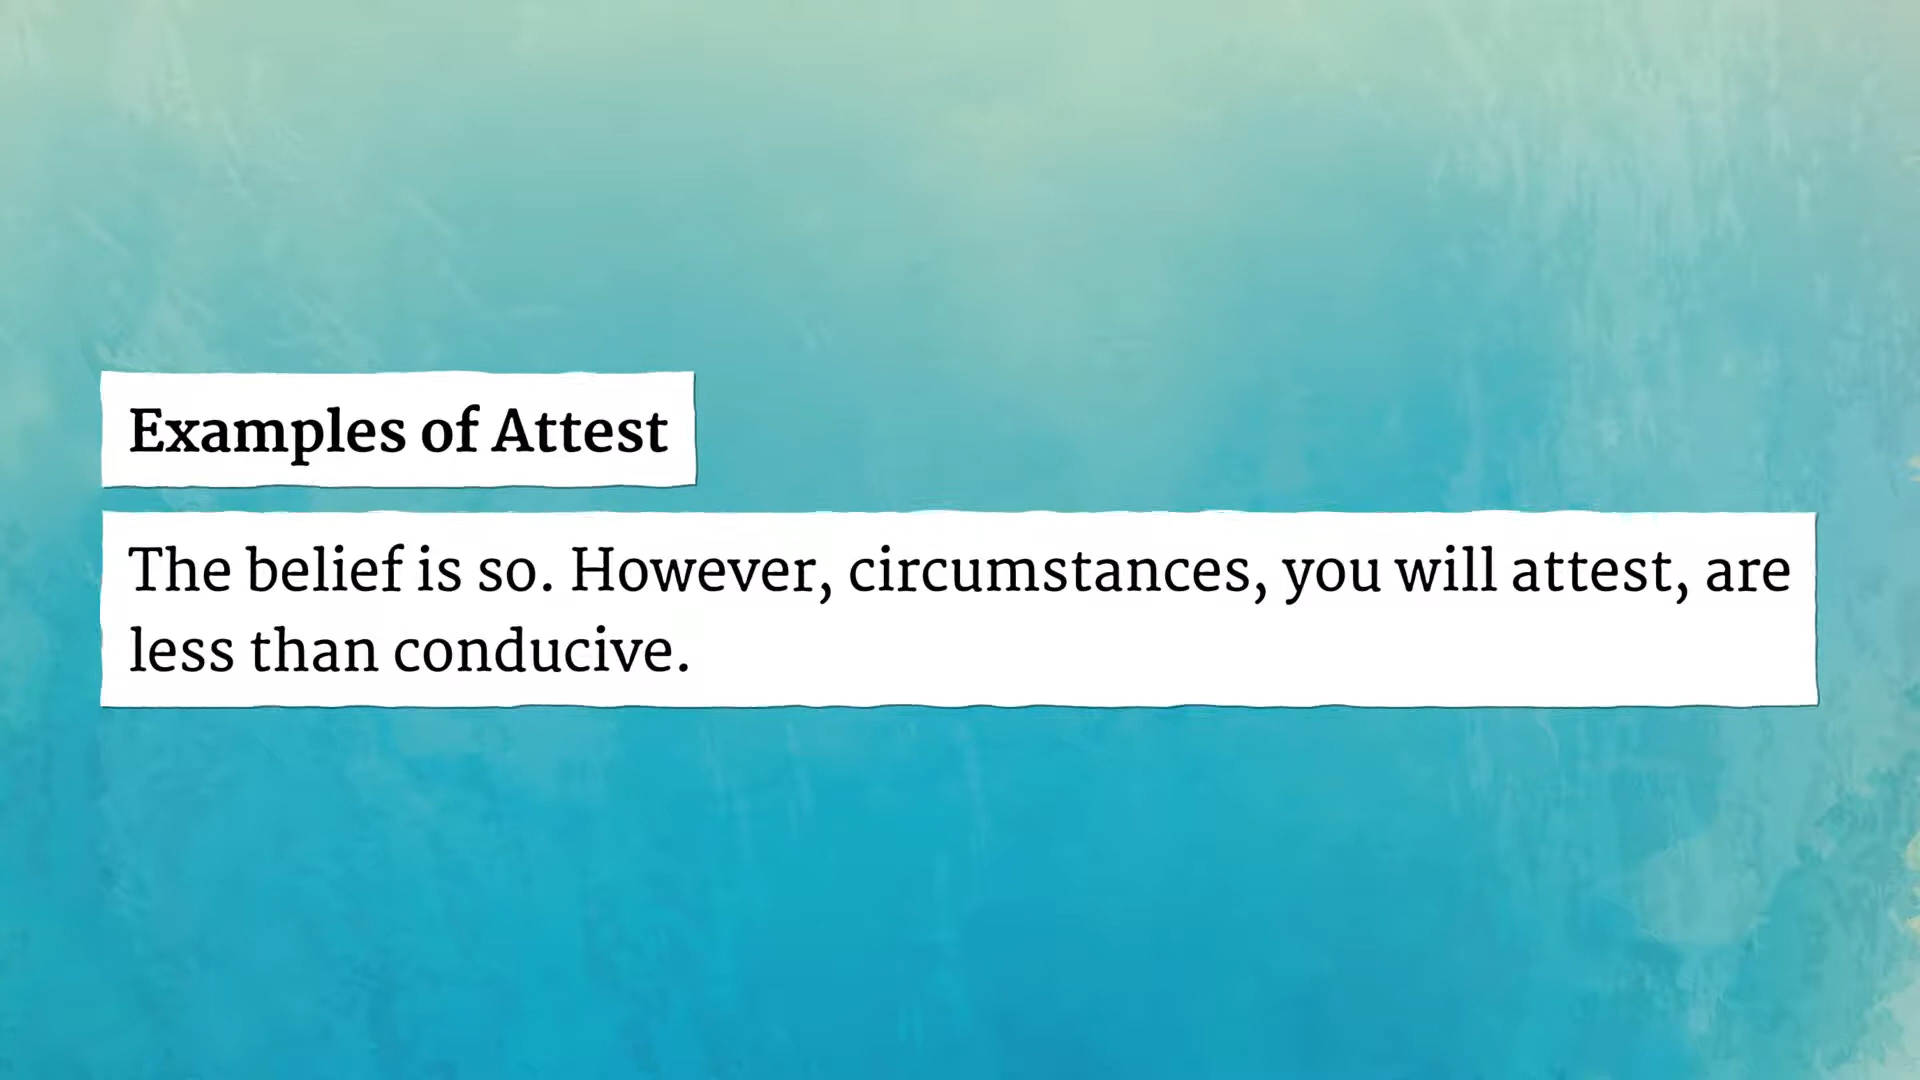 Examples of Attest
The belief is so. However, circumstances, you will attest, are
less than conducive.